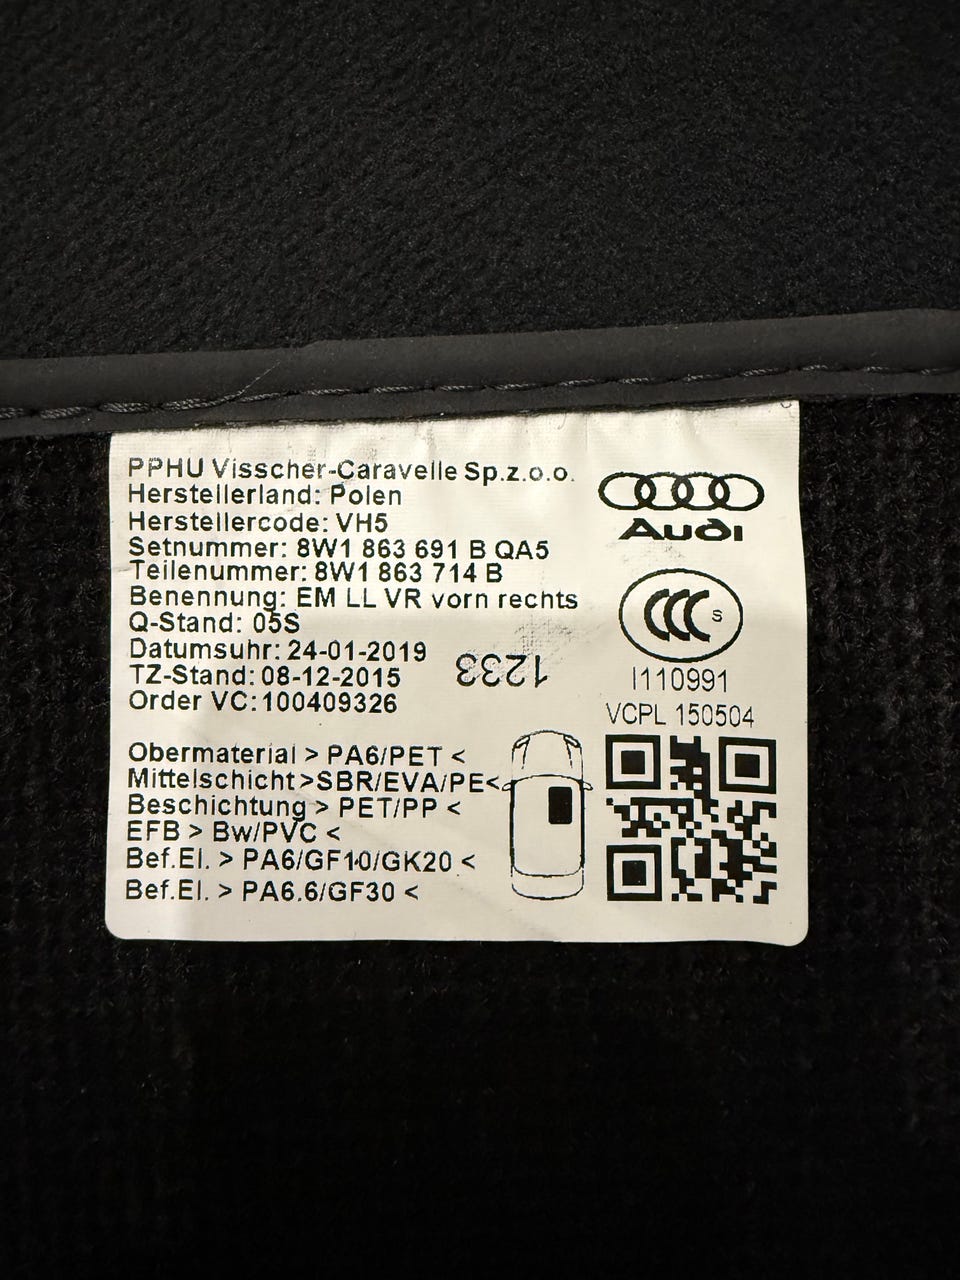 PPHU Visscher-Caravelle Sp.z.o.o.
Herstellerland: Polen
Herstellercode: VH5
Setnummer: 8W1 863 691 B QA5
Teilenummer: 8W1 863 714 B
Benennung: EM LL VR vorn rechts
Q-Stand: 05S
Datumsuhr: 24-01-2019
TZ-Stand: 08-12-2015
Order VC: 100409326
1233
Audi
CCC S
I110991
VCPL 150504
Obermaterial > PA6/PET <
Mittelschicht >SBR/EVA/PE<
Beschichtung > PET/PP <
EFB > Bw/PVC <
Bef.El. > PA6/GF10/GK20 <
Bef.El. > PA6.6/GF30 <